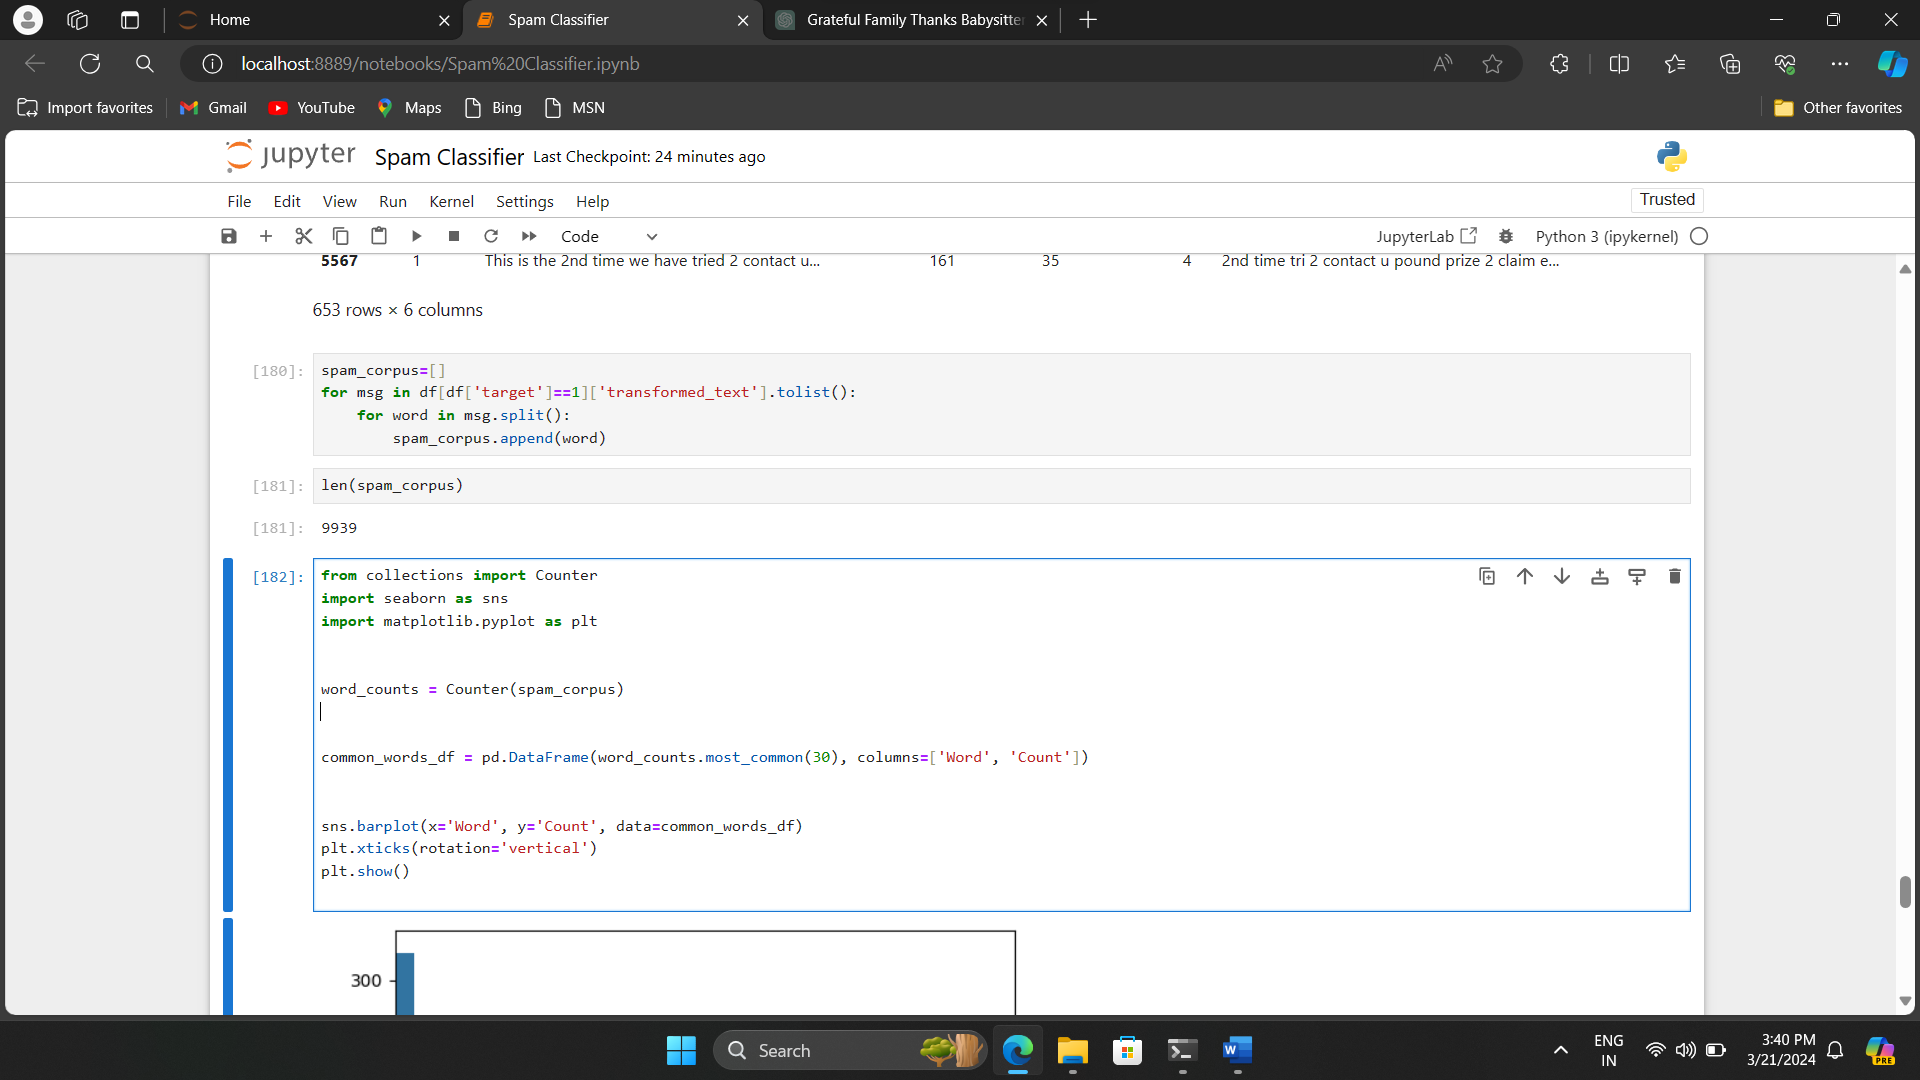 Home
Spam Classifier
Grateful Family Thanks Babysitter
localhost:8889/notebooks/Spam%20Classifier.ipynb
Import favorites
Gmail
YouTube
Maps
Bing
MSN
Other favorites
jupyter Spam Classifier Last Checkpoint: 24 minutes ago
File Edit View Run Kernel Settings Help
Trusted
Code
JupyterLab
Python 3 (ipykernel)
5567 1 This is the 2nd time we have tried 2 contact u... 161 35 4 2nd time tri 2 contact u pound prize 2 claim e...
653 rows × 6 columns
[180]: spam_corpus=[]
for msg in df[df['target']==1]['transformed_text'].tolist():
    for word in msg.split():
        spam_corpus.append(word)
[181]: len(spam_corpus)
[181]: 9939
[182]: from collections import Counter
import seaborn as sns
import matplotlib.pyplot as plt
word_counts = Counter(spam_corpus)
common_words_df = pd.DataFrame(word_counts.most_common(30), columns=['Word', 'Count'])
sns.barplot(x='Word', y='Count', data=common_words_df)
plt.xticks(rotation='vertical')
plt.show()
300
Search
ENG
IN
3:40 PM
3/21/2024
PRE